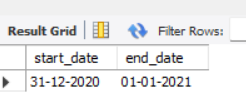 Result Grid Filter Rows:
start_date end_date
31-12-2020 01-01-2021